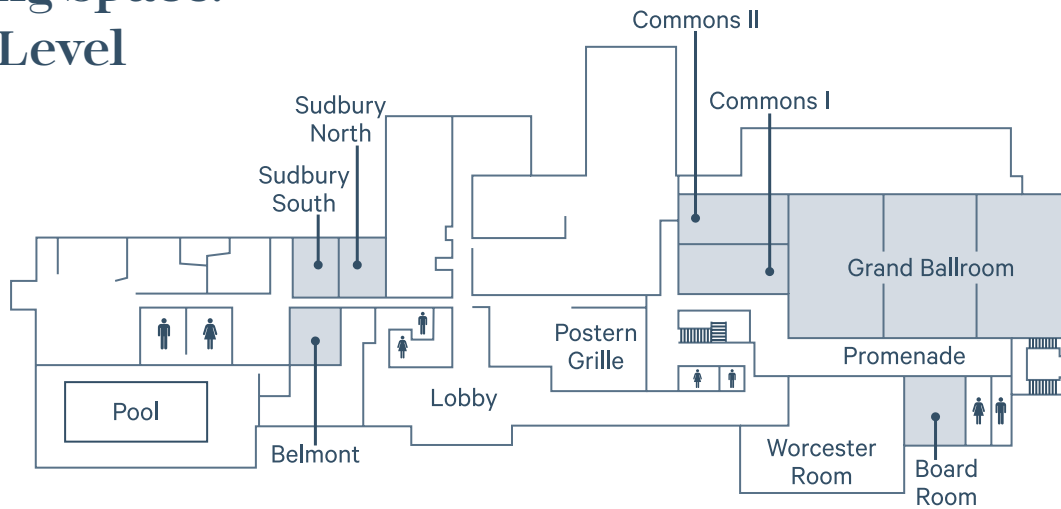 Level
Commons II
Commons I
Sudbury
North
Sudbury
South
Grand Ballroom
Postern
Grille
Promenade
Pool
Lobby
Belmont
Worcester
Room
Board
Room